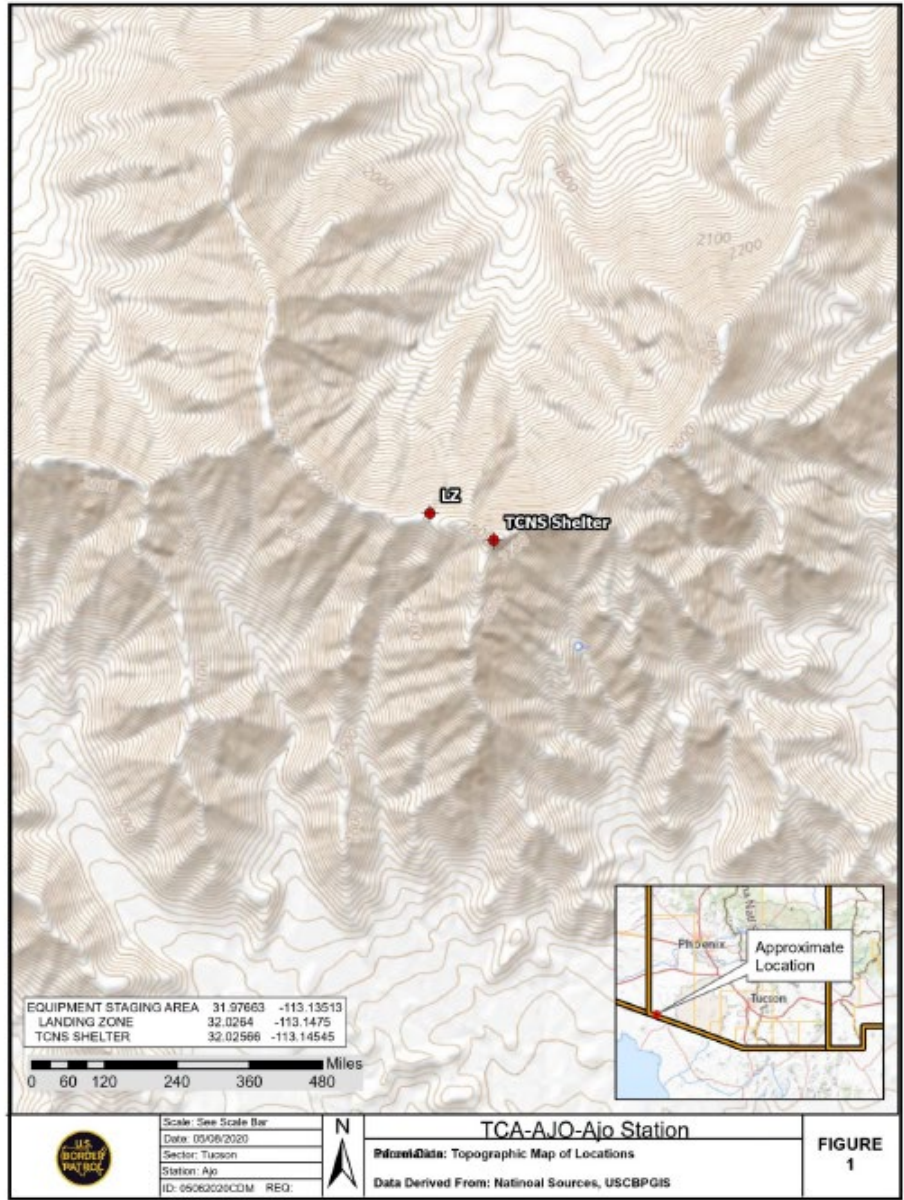 2000
1800
2100
2200
LZ
TCNS Shelter
Phoenix
Approximate
Location
Tucson
EQUIPMENT STAGING AREA 31.97663 -113.13513
LANDING ZONE 32.0264 -113.1475
TCNS SHELTER 32.02566 -113.14545
Miles
0 60 120 240 360 480
U.S.
BORDER
PATROL
Scale: See Scale Bar
Date: 05/08/2020
Sector: Tucson
Station: Ajo
ID: 05062020CDM REQ:
N
TCA-AJO-Ajo Station
Topographic Map of Locations
Data Derived From: Natinoal Sources, USCBPGIS
FIGURE
1